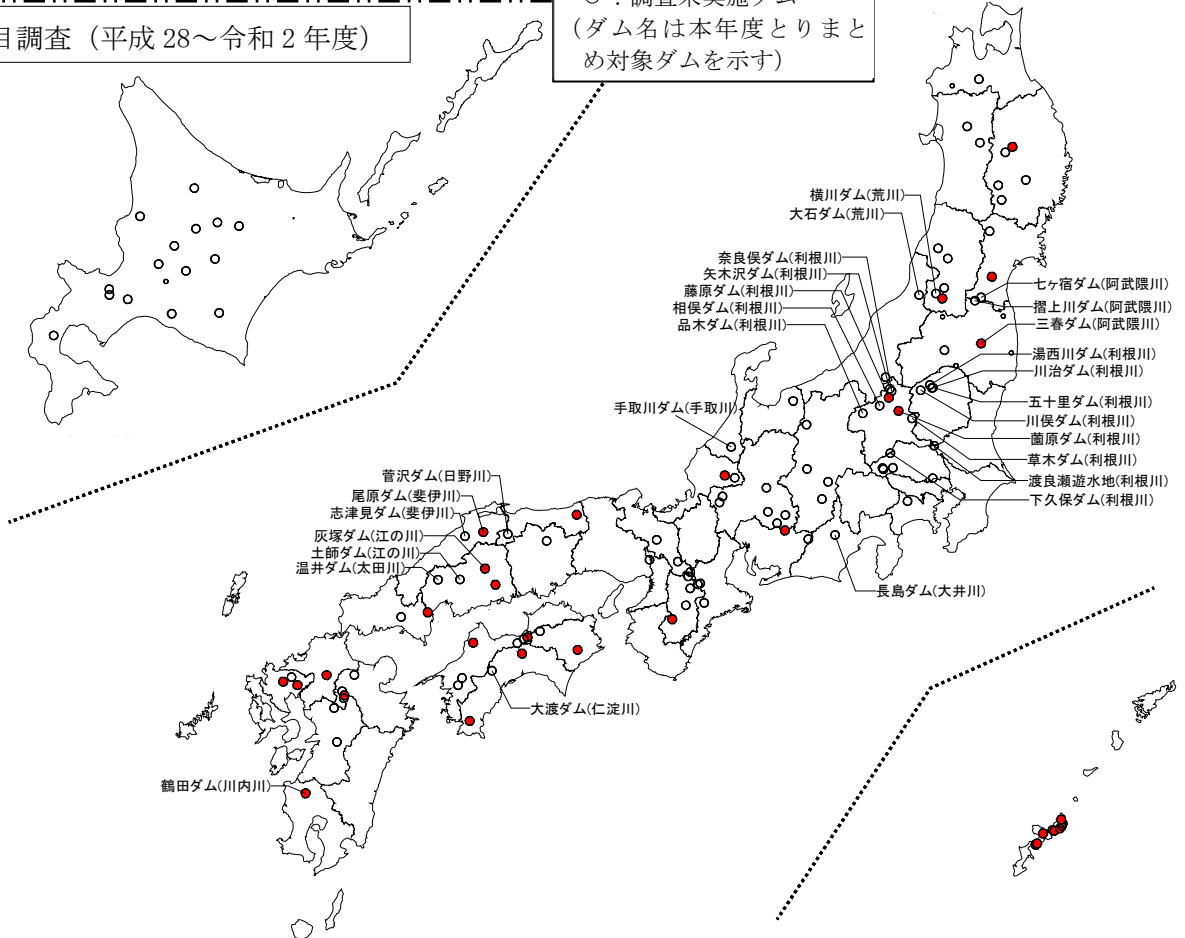 目調査（平成 28～令和 2 年度）
（ダム名は本年度とりまと
め対象ダムを示す）
横川ダム(荒川)
大石ダム(荒川)
奈良俣ダム(利根川)
矢木沢ダム(利根川)
藤原ダム(利根川)
相俣ダム(利根川)
品木ダム(利根川)
七ヶ宿ダム(阿武隈川)
摺上川ダム(阿武隈川)
三春ダム(阿武隈川)
湯西川ダム(利根川)
川治ダム(利根川)
五十里ダム(利根川)
川俣ダム(利根川)
薗原ダム(利根川)
草木ダム(利根川)
渡良瀬遊水地(利根川)
下久保ダム(利根川)
手取川ダム(手取川)
菅沢ダム(日野川)
尾原ダム(斐伊川)
志津見ダム(斐伊川)
灰塚ダム(江の川)
土師ダム(江の川)
温井ダム(太田川)
長島ダム(大井川)
大渡ダム(仁淀川)
鶴田ダム(川内川)